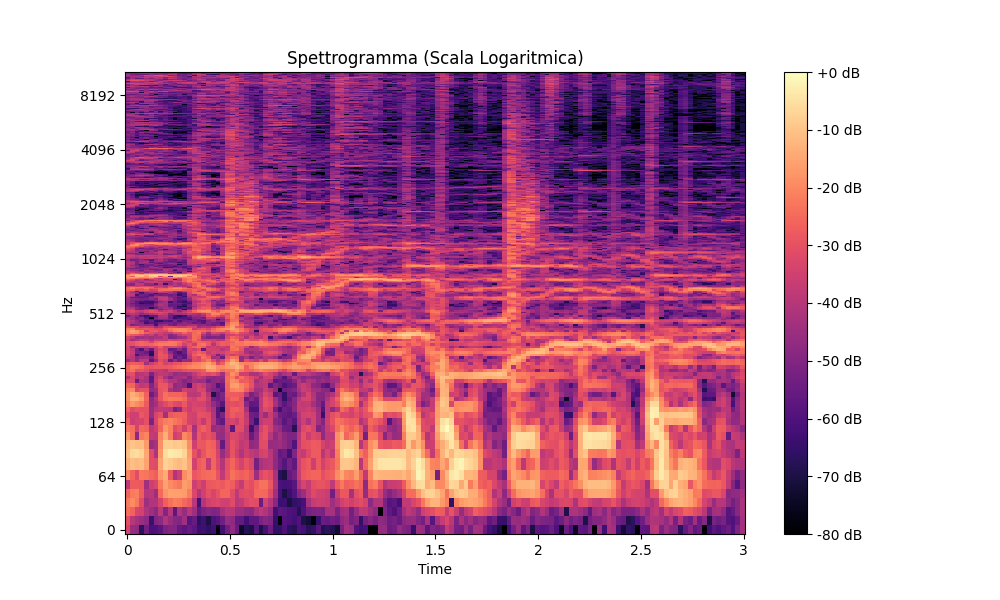 Spettrogramma (Scala Logaritmica)
Hz
8192
4096
2048
1024
512
256
128
64
0
0
0.5
1
1.5
2
2.5
3
Time
+0 dB
-10 dB
-20 dB
-30 dB
-40 dB
-50 dB
-60 dB
-70 dB
-80 dB